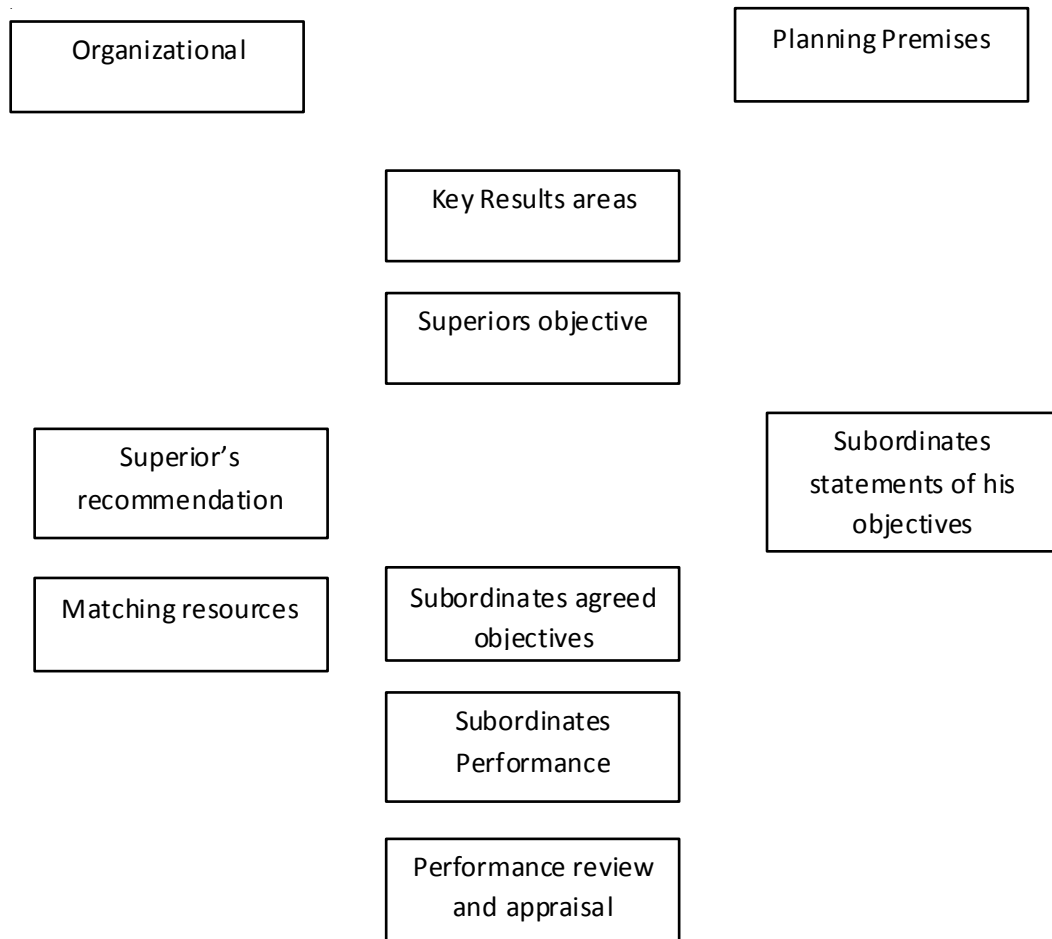 Organizational
Planning Premises
Key Results areas
Superiors objective
Superior’s
recommendation
Subordinates
statements of his
objectives
Matching resources
Subordinates agreed
objectives
Subordinates
Performance
Performance review
and appraisal